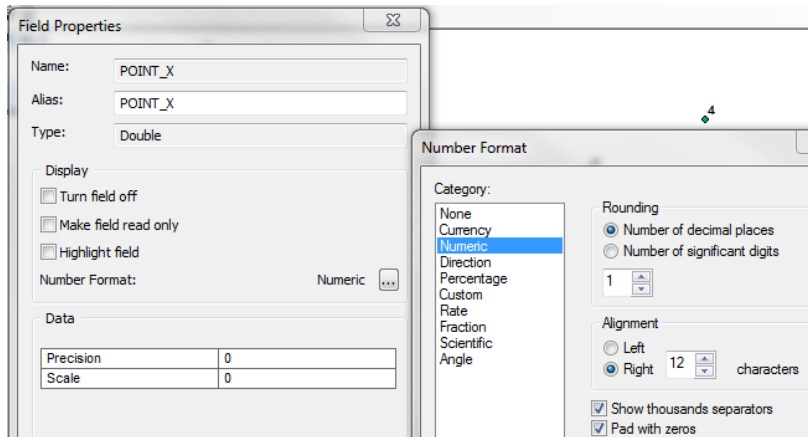 Field Properties
Name: POINT_X
Alias: POINT_X
Type: Double
Display
Turn field off
Make field read only
Highlight field
Number Format: Numeric ...
Data
Precision 0
Scale 0
4
Number Format
Category:
None
Currency
Numeric
Direction
Percentage
Custom
Rate
Fraction
Scientific
Angle
Rounding
Number of decimal places
Number of significant digits
1
Alignment
Left
Right 12 characters
Show thousands separators
Pad with zeros